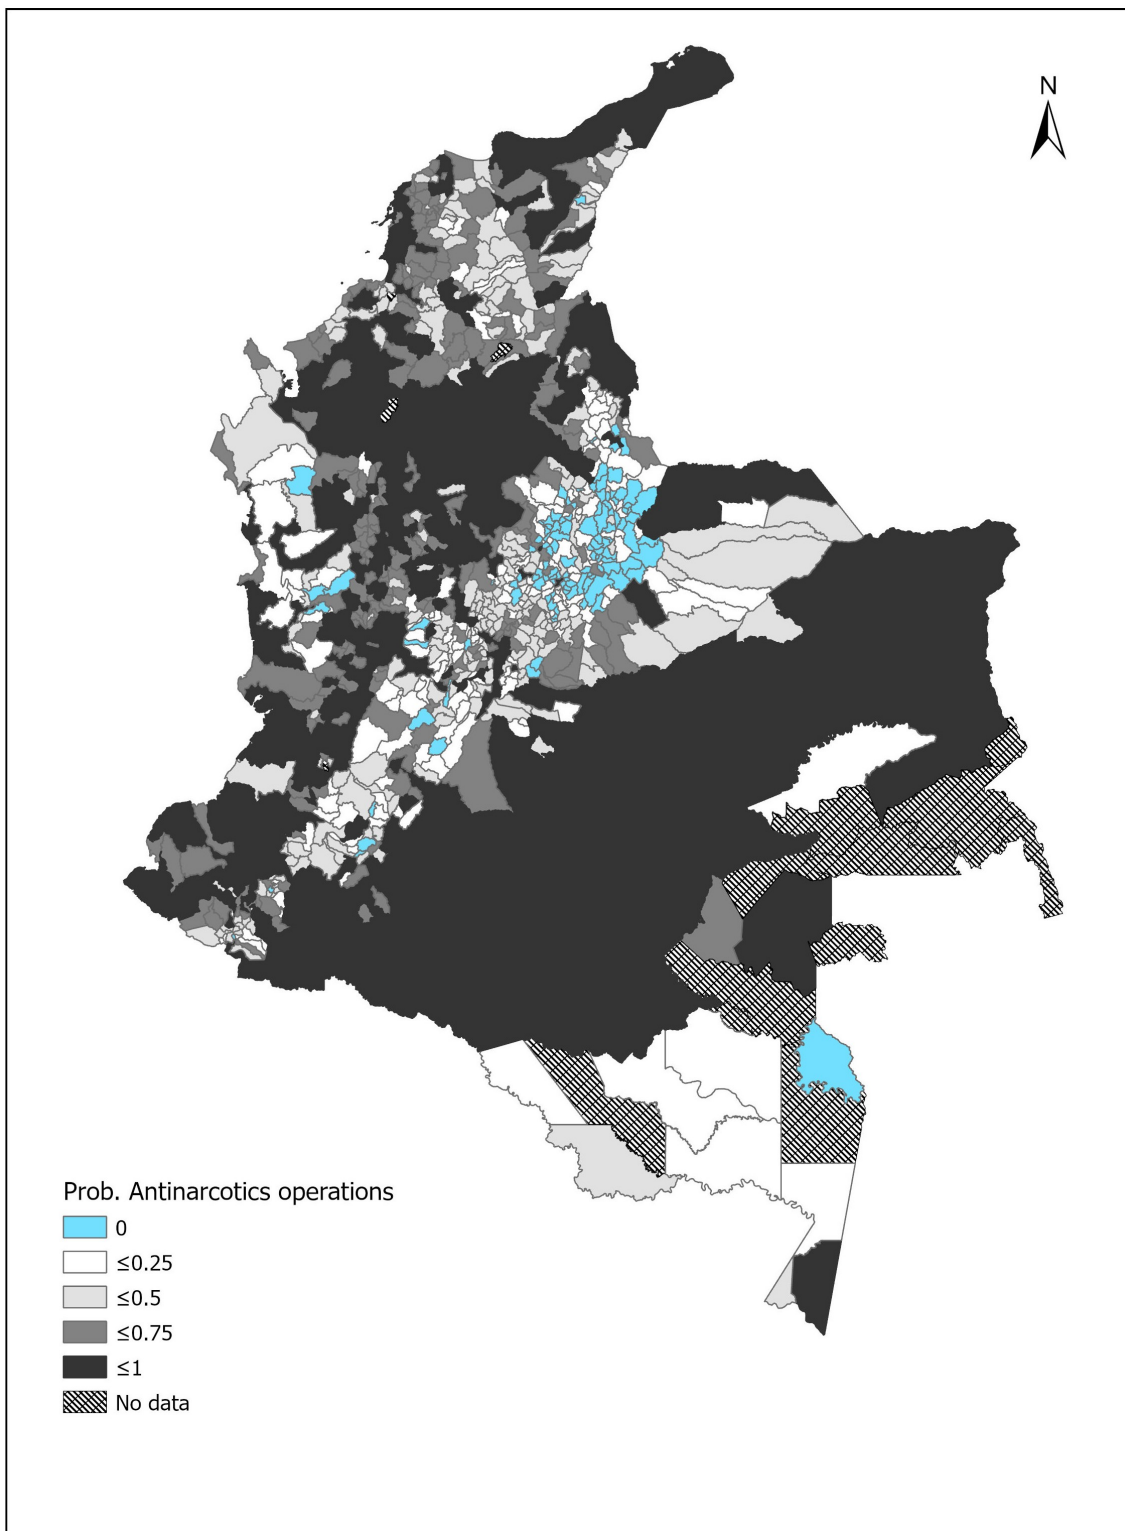 N
Prob. Antinarcotics operations
0
≤0.25
≤0.5
≤0.75
≤1
No data